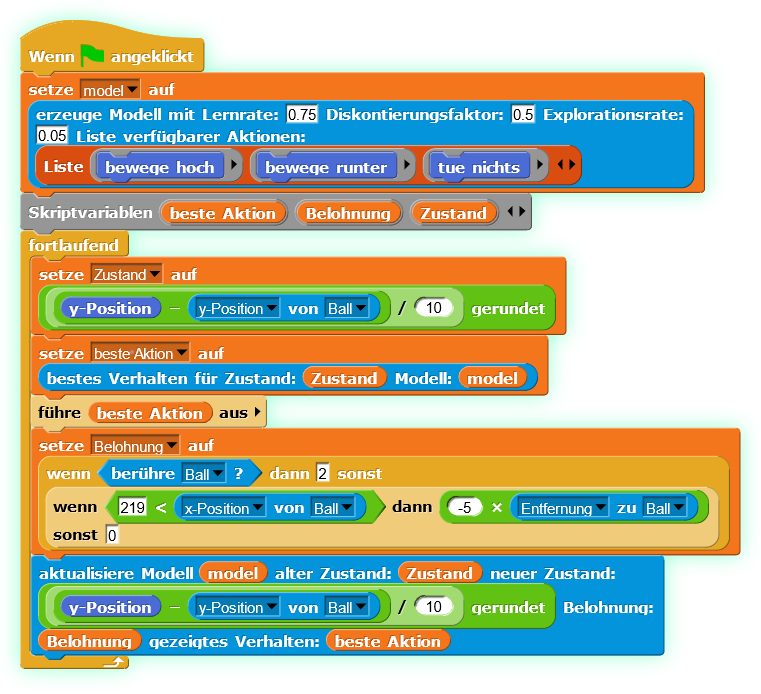 Wenn angeklickt
setze model auf
erzeuge Modell mit Lernrate: 0.75 Diskontierungsfaktor: 0.5 Explorationsrate:
0.05 Liste verfügbarer Aktionen:
Liste bewege hoch bewege runter tue nichts
Skriptvariablen beste Aktion Belohnung Zustand
fortlaufend
setze Zustand auf
y-Position − y-Position von Ball / 10 gerundet
setze beste Aktion auf
bestes Verhalten für Zustand: Zustand Modell: model
führe beste Aktion aus
setze Belohnung auf
wenn berühre Ball ? dann 2 sonst
wenn 219 < x-Position von Ball dann -5 × Entfernung zu Ball
sonst 0
aktualisiere Modell model alter Zustand: Zustand neuer Zustand:
y-Position − y-Position von Ball / 10 gerundet Belohnung:
Belohnung gezeigtes Verhalten: beste Aktion